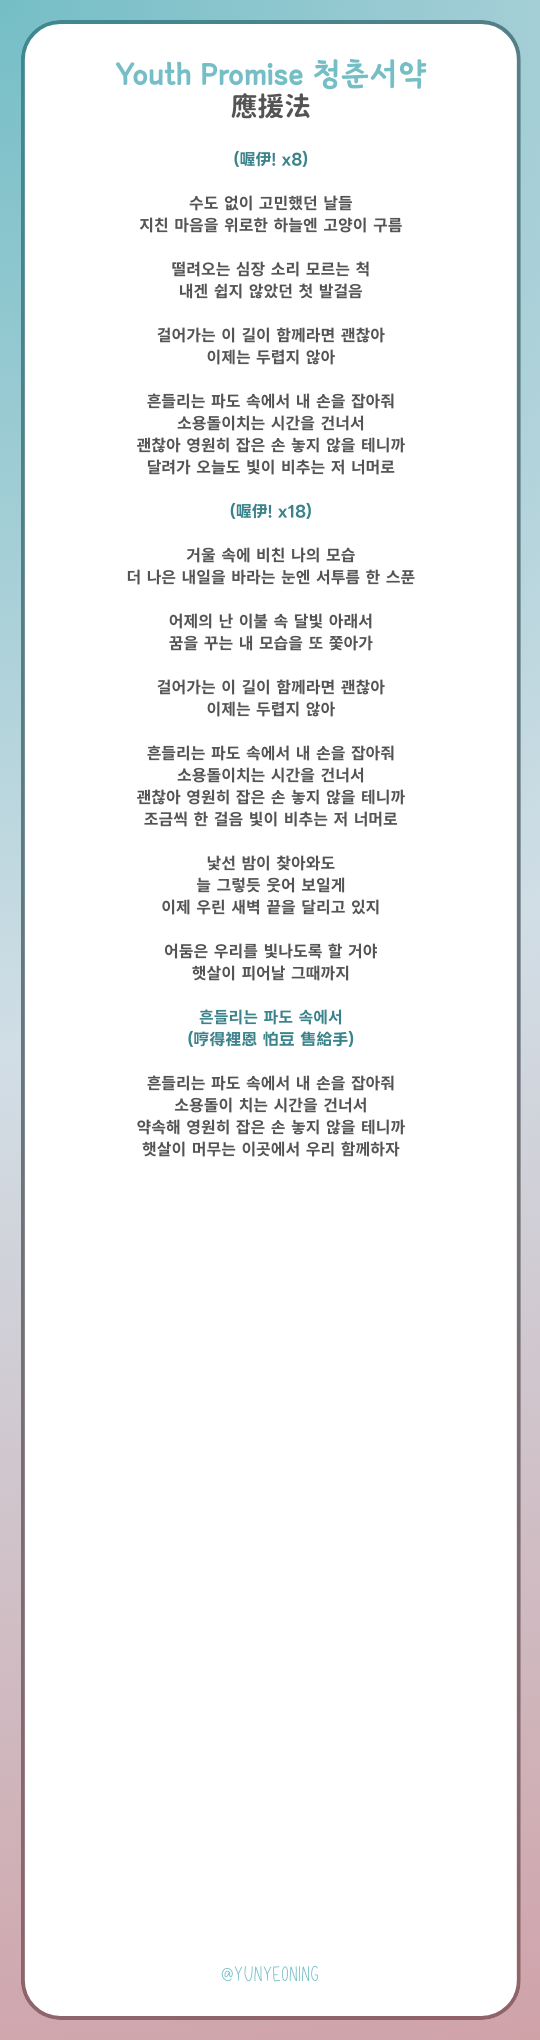 Youth Promise 청춘서약
應援法
(喔伊! x8)
수도 없이 고민했던 날들
지친 마음을 위로한 하늘엔 고양이 구름
떨려오는 심장 소리 모르는 척
내겐 쉽지 않았던 첫 발걸음
걸어가는 이 길이 함께라면 괜찮아
이제는 두렵지 않아
흔들리는 파도 속에서 내 손을 잡아줘
소용돌이치는 시간을 건너서
괜찮아 영원히 잡은 손 놓지 않을 테니까
달려가 오늘도 빛이 비추는 저 너머로
(喔伊! x18)
거울 속에 비친 나의 모습
더 나은 내일을 바라는 눈엔 서투름 한 스푼
어제의 난 이불 속 달빛 아래서
꿈을 꾸는 내 모습을 또 쫓아가
걸어가는 이 길이 함께라면 괜찮아
이제는 두렵지 않아
흔들리는 파도 속에서 내 손을 잡아줘
소용돌이치는 시간을 건너서
괜찮아 영원히 잡은 손 놓지 않을 테니까
조금씩 한 걸음 빛이 비추는 저 너머로
낯선 밤이 찾아와도
늘 그렇듯 웃어 보일게
이제 우린 새벽 끝을 달리고 있지
어둠은 우리를 빛나도록 할 거야
햇살이 피어날 그때까지
흔들리는 파도 속에서
(哼得裡恩 怕豆 售給手)
흔들리는 파도 속에서 내 손을 잡아줘
소용돌이 치는 시간을 건너서
약속해 영원히 잡은 손 놓지 않을 테니까
햇살이 머무는 이곳에서 우리 함께하자
@YUNYEONING